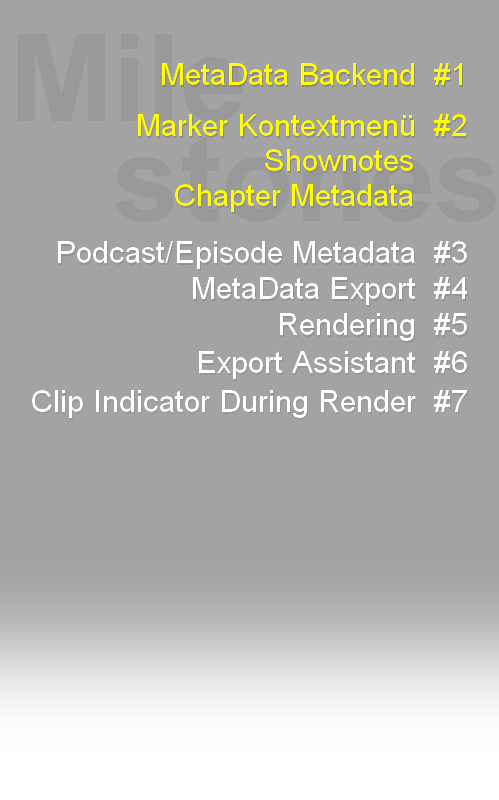 Mile
stones
MetaData Backend #1
Marker Kontextmenü #2
Shownotes
Chapter Metadata
Podcast/Episode Metadata #3
MetaData Export #4
Rendering #5
Export Assistant #6
Clip Indicator During Render #7